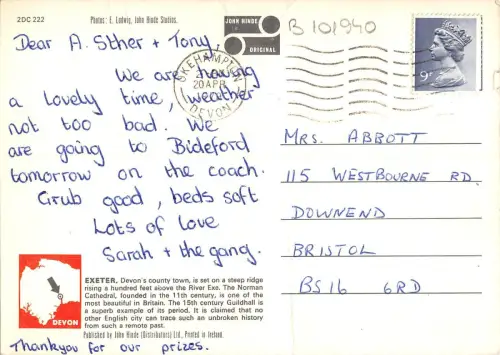 2DC 222
Photos: E. Ludwig, John Hinde Studios.
JOHN HINDE
ORIGINAL
B 101940
Dear A. Sther + Tony,
We are having
a lovely time, weather
not too bad. We
are going to Bideford
tomorrow on the coach.
Grub good, beds soft
Lots of love
Sarah + the gang.
OKEHAMPTON
20 APR
DEVON
9P
MRS. ABBOTT
115 WESTBOURNE RD.
DOWNEND
BRISTOL
BS16 6RD
DEVON
EXETER. Devon's county town, is set on a steep ridge
rising a hundred feet above the River Exe. The Norman
Cathedral, founded in the 11th century, is one of the
most beautiful in Britain. The 15th century Guildhall is
a superb example of its period. It is claimed that no
other English city can trace such an unbroken history
from such a remote past.
Published by John Hinde (Distributors) Ltd., Printed in Ireland.
Thankyou for our prizes.